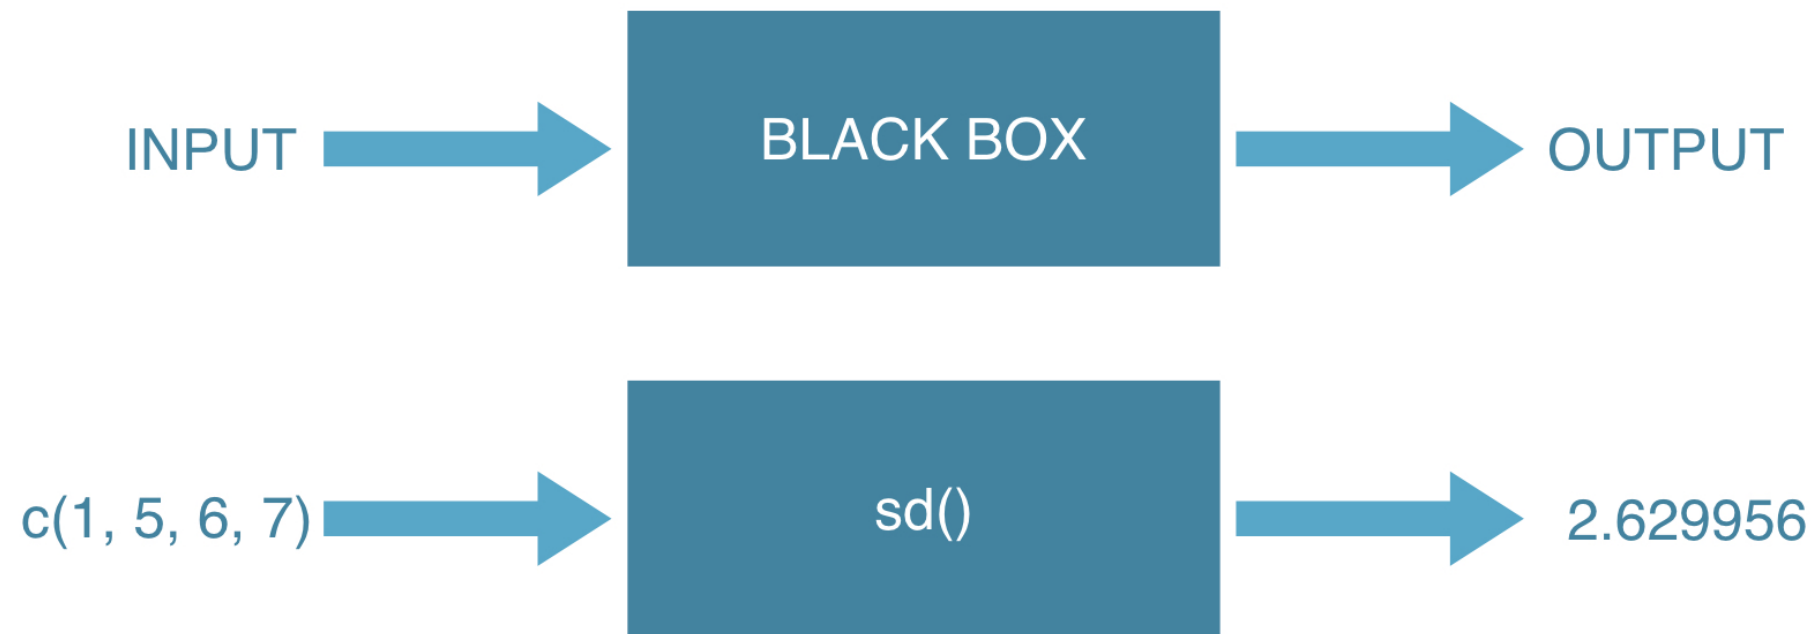 INPUT
BLACK BOX
OUTPUT
c(1, 5, 6, 7)
sd()
2.629956